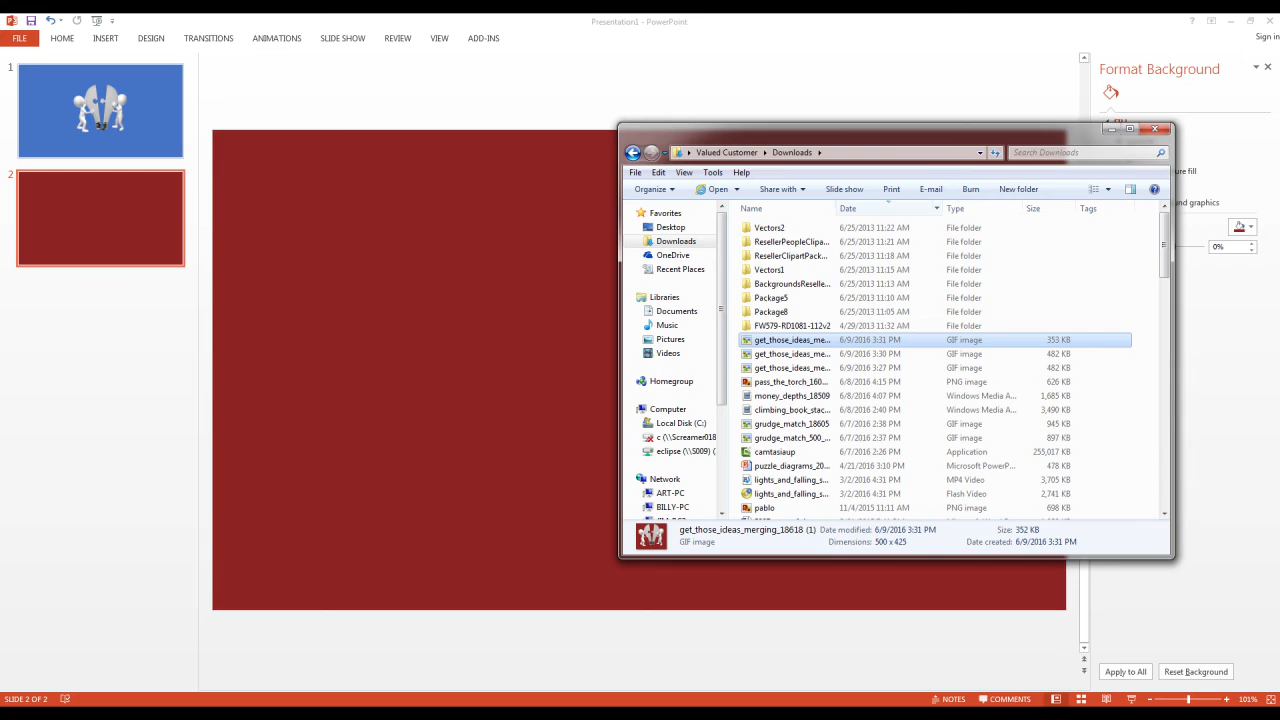 Presentation1 - PowerPoint
FILE HOME INSERT DESIGN TRANSITIONS ANIMATIONS SLIDE SHOW REVIEW VIEW ADD-INS
Sign in
1
2
Format Background
Valued Customer Downloads
Search Downloads
File Edit View Tools Help
Organize Open Share with Slide show Print E-mail Burn New folder
Favorites
Desktop
Downloads
OneDrive
Recent Places
Libraries
Documents
Music
Pictures
Videos
Homegroup
Computer
Local Disk (C:)
c (\\Screamer018
eclipse (\\S009) (
Network
ART-PC
BILLY-PC
Name Date Type Size Tags
Vectors2 6/25/2013 11:22 AM File folder
ResellerPeopleClipa... 6/25/2013 11:21 AM File folder
ResellerClipartPack... 6/25/2013 11:18 AM File folder
Vectors1 6/25/2013 11:15 AM File folder
BackgroundsReselle... 6/25/2013 11:13 AM File folder
Package5 6/25/2013 11:10 AM File folder
Package8 6/25/2013 11:05 AM File folder
FW579-RD1081-112v2 4/29/2013 11:32 AM File folder
get_those_ideas_me... 6/9/2016 3:31 PM GIF image 353 KB
get_those_ideas_me... 6/9/2016 3:30 PM GIF image 482 KB
get_those_ideas_me... 6/9/2016 3:27 PM GIF image 482 KB
pass_the_torch_160... 6/8/2016 4:15 PM PNG image 626 KB
money_depths_18509 6/8/2016 4:07 PM Windows Media A... 1,685 KB
climbing_book_stac... 6/8/2016 2:40 PM Windows Media A... 3,490 KB
grudge_match_18605 6/7/2016 2:38 PM GIF image 945 KB
grudge_match_500_... 6/7/2016 2:37 PM GIF image 897 KB
camtasiaup 6/7/2016 2:26 PM Application 255,017 KB
puzzle_diagrams_20... 4/21/2016 3:10 PM Microsoft PowerP... 478 KB
lights_and_falling_s... 3/2/2016 4:31 PM MP4 Video 3,705 KB
lights_and_falling_s... 3/2/2016 4:31 PM Flash Video 2,741 KB
pablo 11/4/2015 11:11 AM PNG image 698 KB
get_those_ideas_merging_18618 (1) Date modified: 6/9/2016 3:31 PM Size: 352 KB
GIF image Dimensions: 500 x 425 Date created: 6/9/2016 3:31 PM
ure fill
und graphics
0%
Apply to All Reset Background
SLIDE 2 OF 2 NOTES COMMENTS 101%